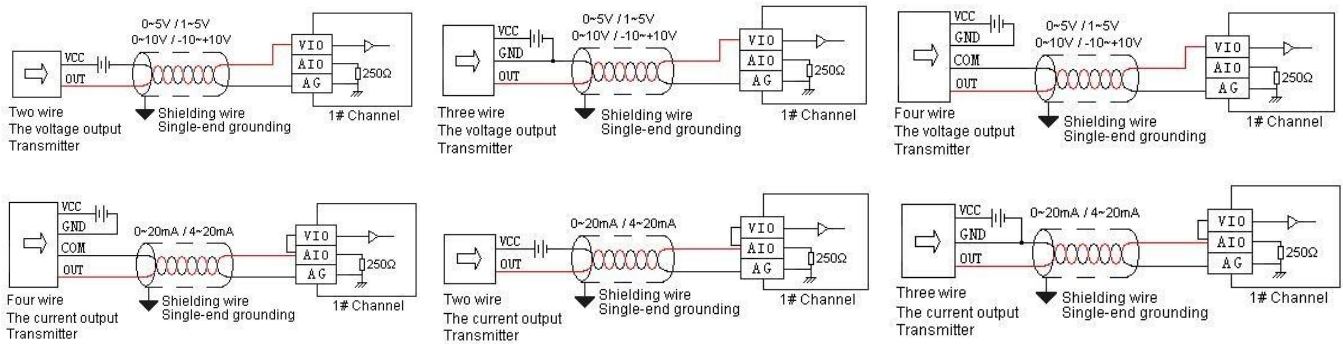 0~5V / 1~5V
0~10V / -10~+10V
VCC
OUT
VI0
AI0
AG
250Ω
Two wire
The voltage output
Transmitter
Shielding wire
Single-end grounding
1# Channel
0~5V / 1~5V
0~10V / -10~+10V
VCC
GND
OUT
VI0
AI0
AG
250Ω
Three wire
The voltage output
Transmitter
Shielding wire
Single-end grounding
1# Channel
0~5V / 1~5V
0~10V / -10~+10V
VCC
GND
COM
OUT
VI0
AI0
AG
250Ω
Four wire
The voltage output
Transmitter
Shielding wire
Single-end grounding
1# Channel
0~20mA / 4~20mA
VCC
GND
COM
OUT
VI0
AI0
AG
250Ω
Four wire
The current output
Transmitter
Shielding wire
Single-end grounding
1# Channel
0~20mA / 4~20mA
VCC
OUT
VI0
AI0
AG
250Ω
Two wire
The current output
Transmitter
Shielding wire
Single-end grounding
1# Channel
0~20mA / 4~20mA
VCC
GND
OUT
VI0
AI0
AG
250Ω
Three wire
The current output
Transmitter
Shielding wire
Single-end grounding
1# Channel